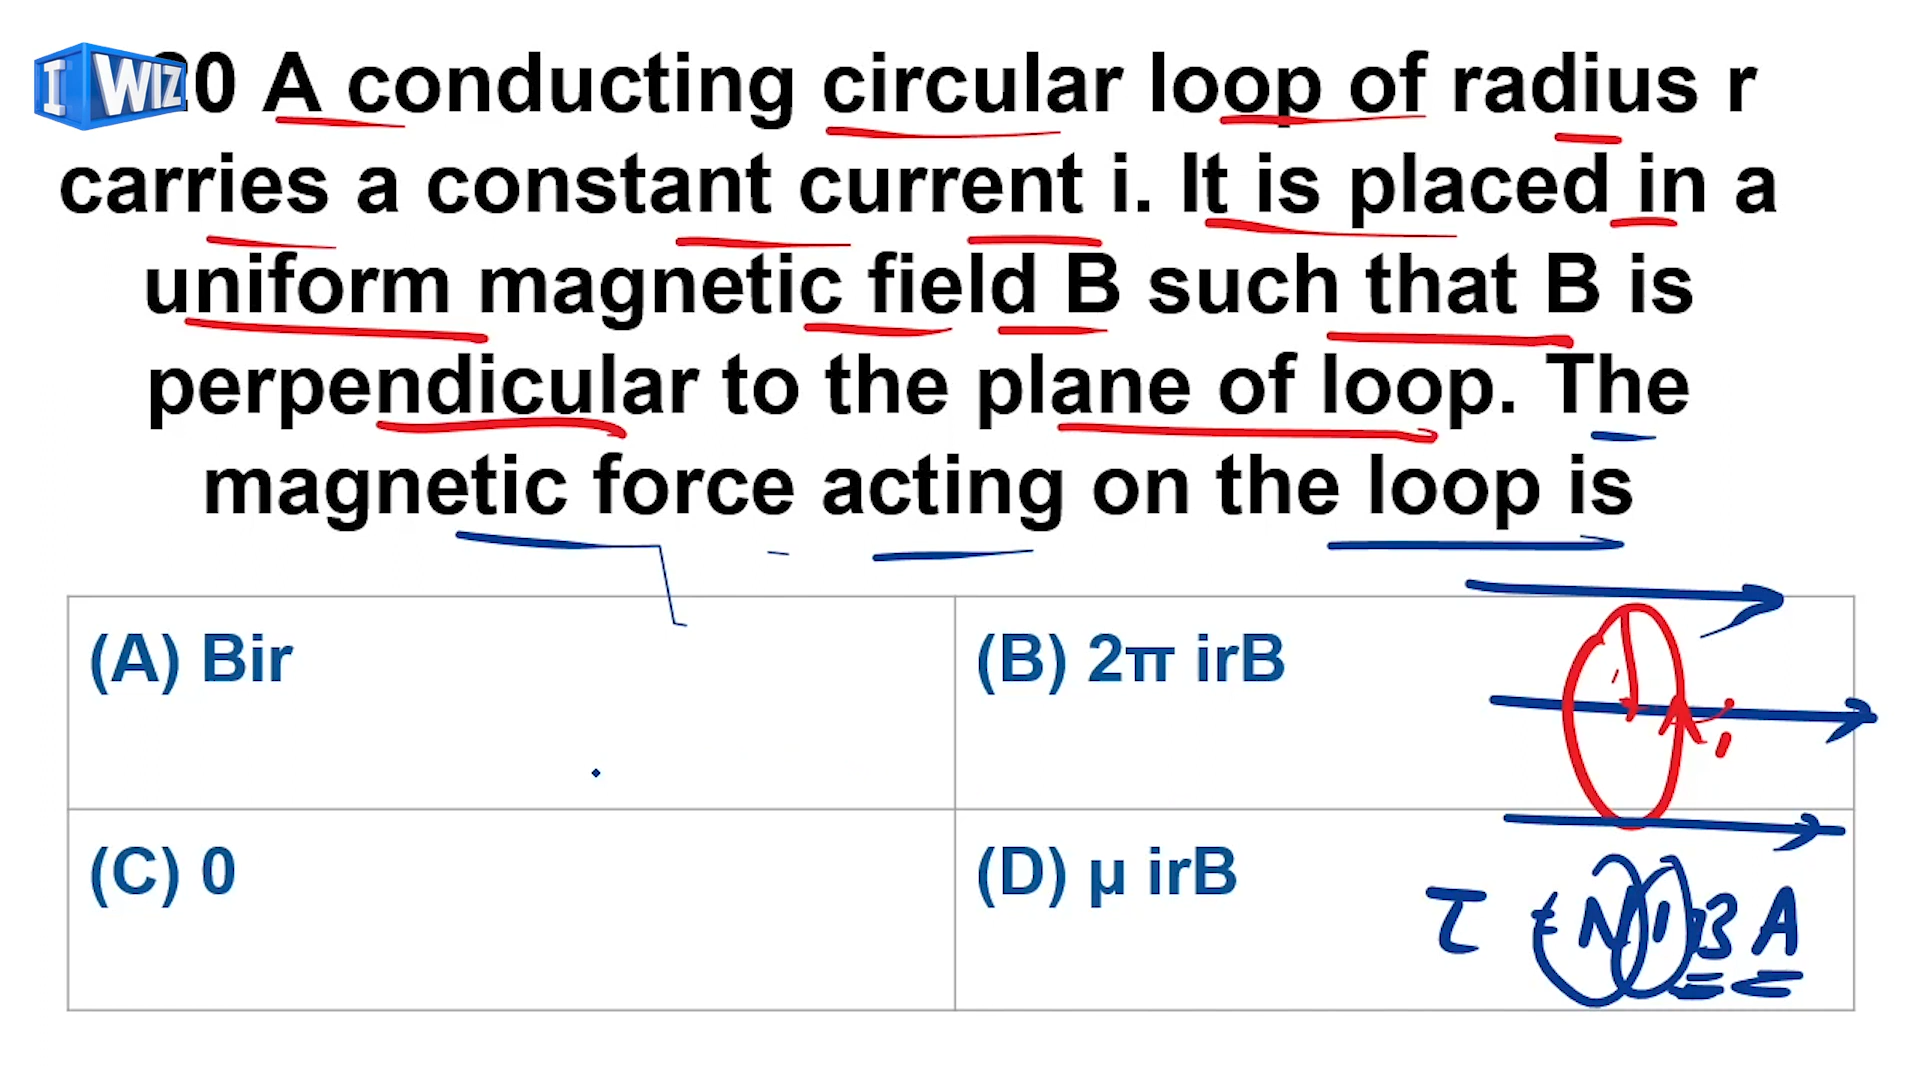 I WIZ
20 A conducting circular loop of radius r
carries a constant current i. It is placed in a
uniform magnetic field B such that B is
perpendicular to the plane of loop. The
magnetic force acting on the loop is
(A) Bir
(B) 2π irB
i
(C) 0
(D) μ irB
τ = N i B A